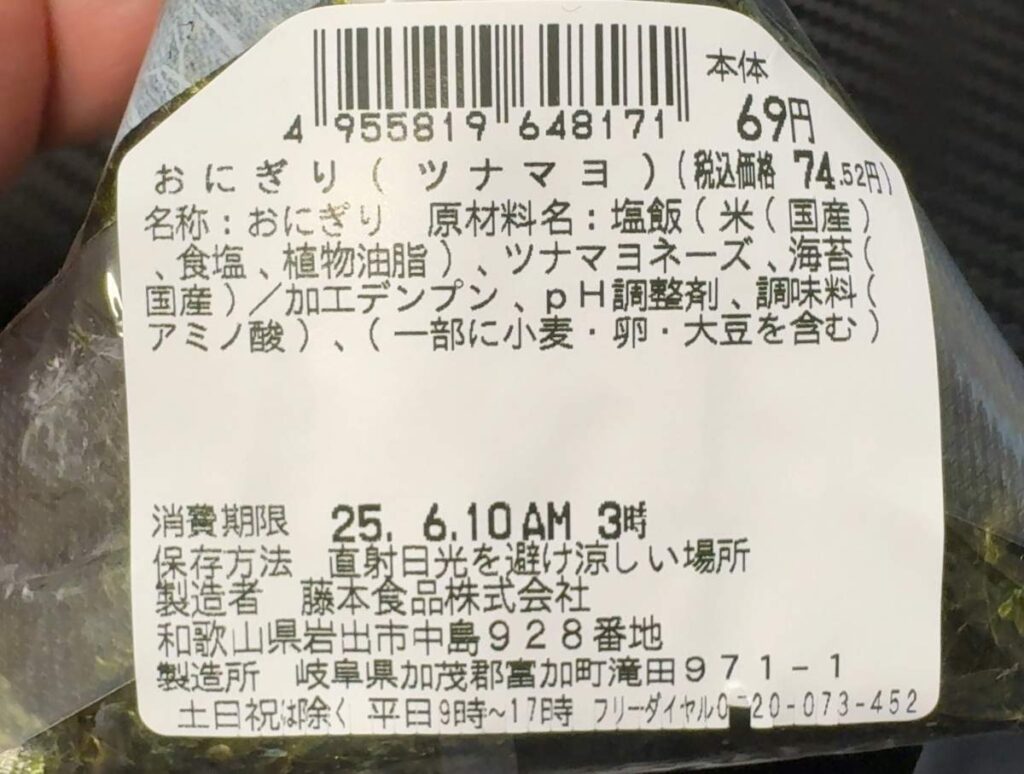 本体
69円
4 955819 648171
おにぎり(ツナマヨ)(税込価格 74.52円)
名称:おにぎり 原材料名:塩飯(米(国産)
、食塩、植物油脂)、ツナマヨネーズ、海苔(
国産)/加工デンプン、pH調整剤、調味料(
アミノ酸)、(一部に小麦・卵・大豆を含む)
消費期限 25. 6.10 AM 3時
保存方法 直射日光を避け涼しい場所
製造者 藤本食品株式会社
和歌山県岩出市中島928番地
製造所 岐阜県加茂郡富加町滝田971-1
土日祝は除く 平日9時~17時 フリーダイヤル0120-073-452